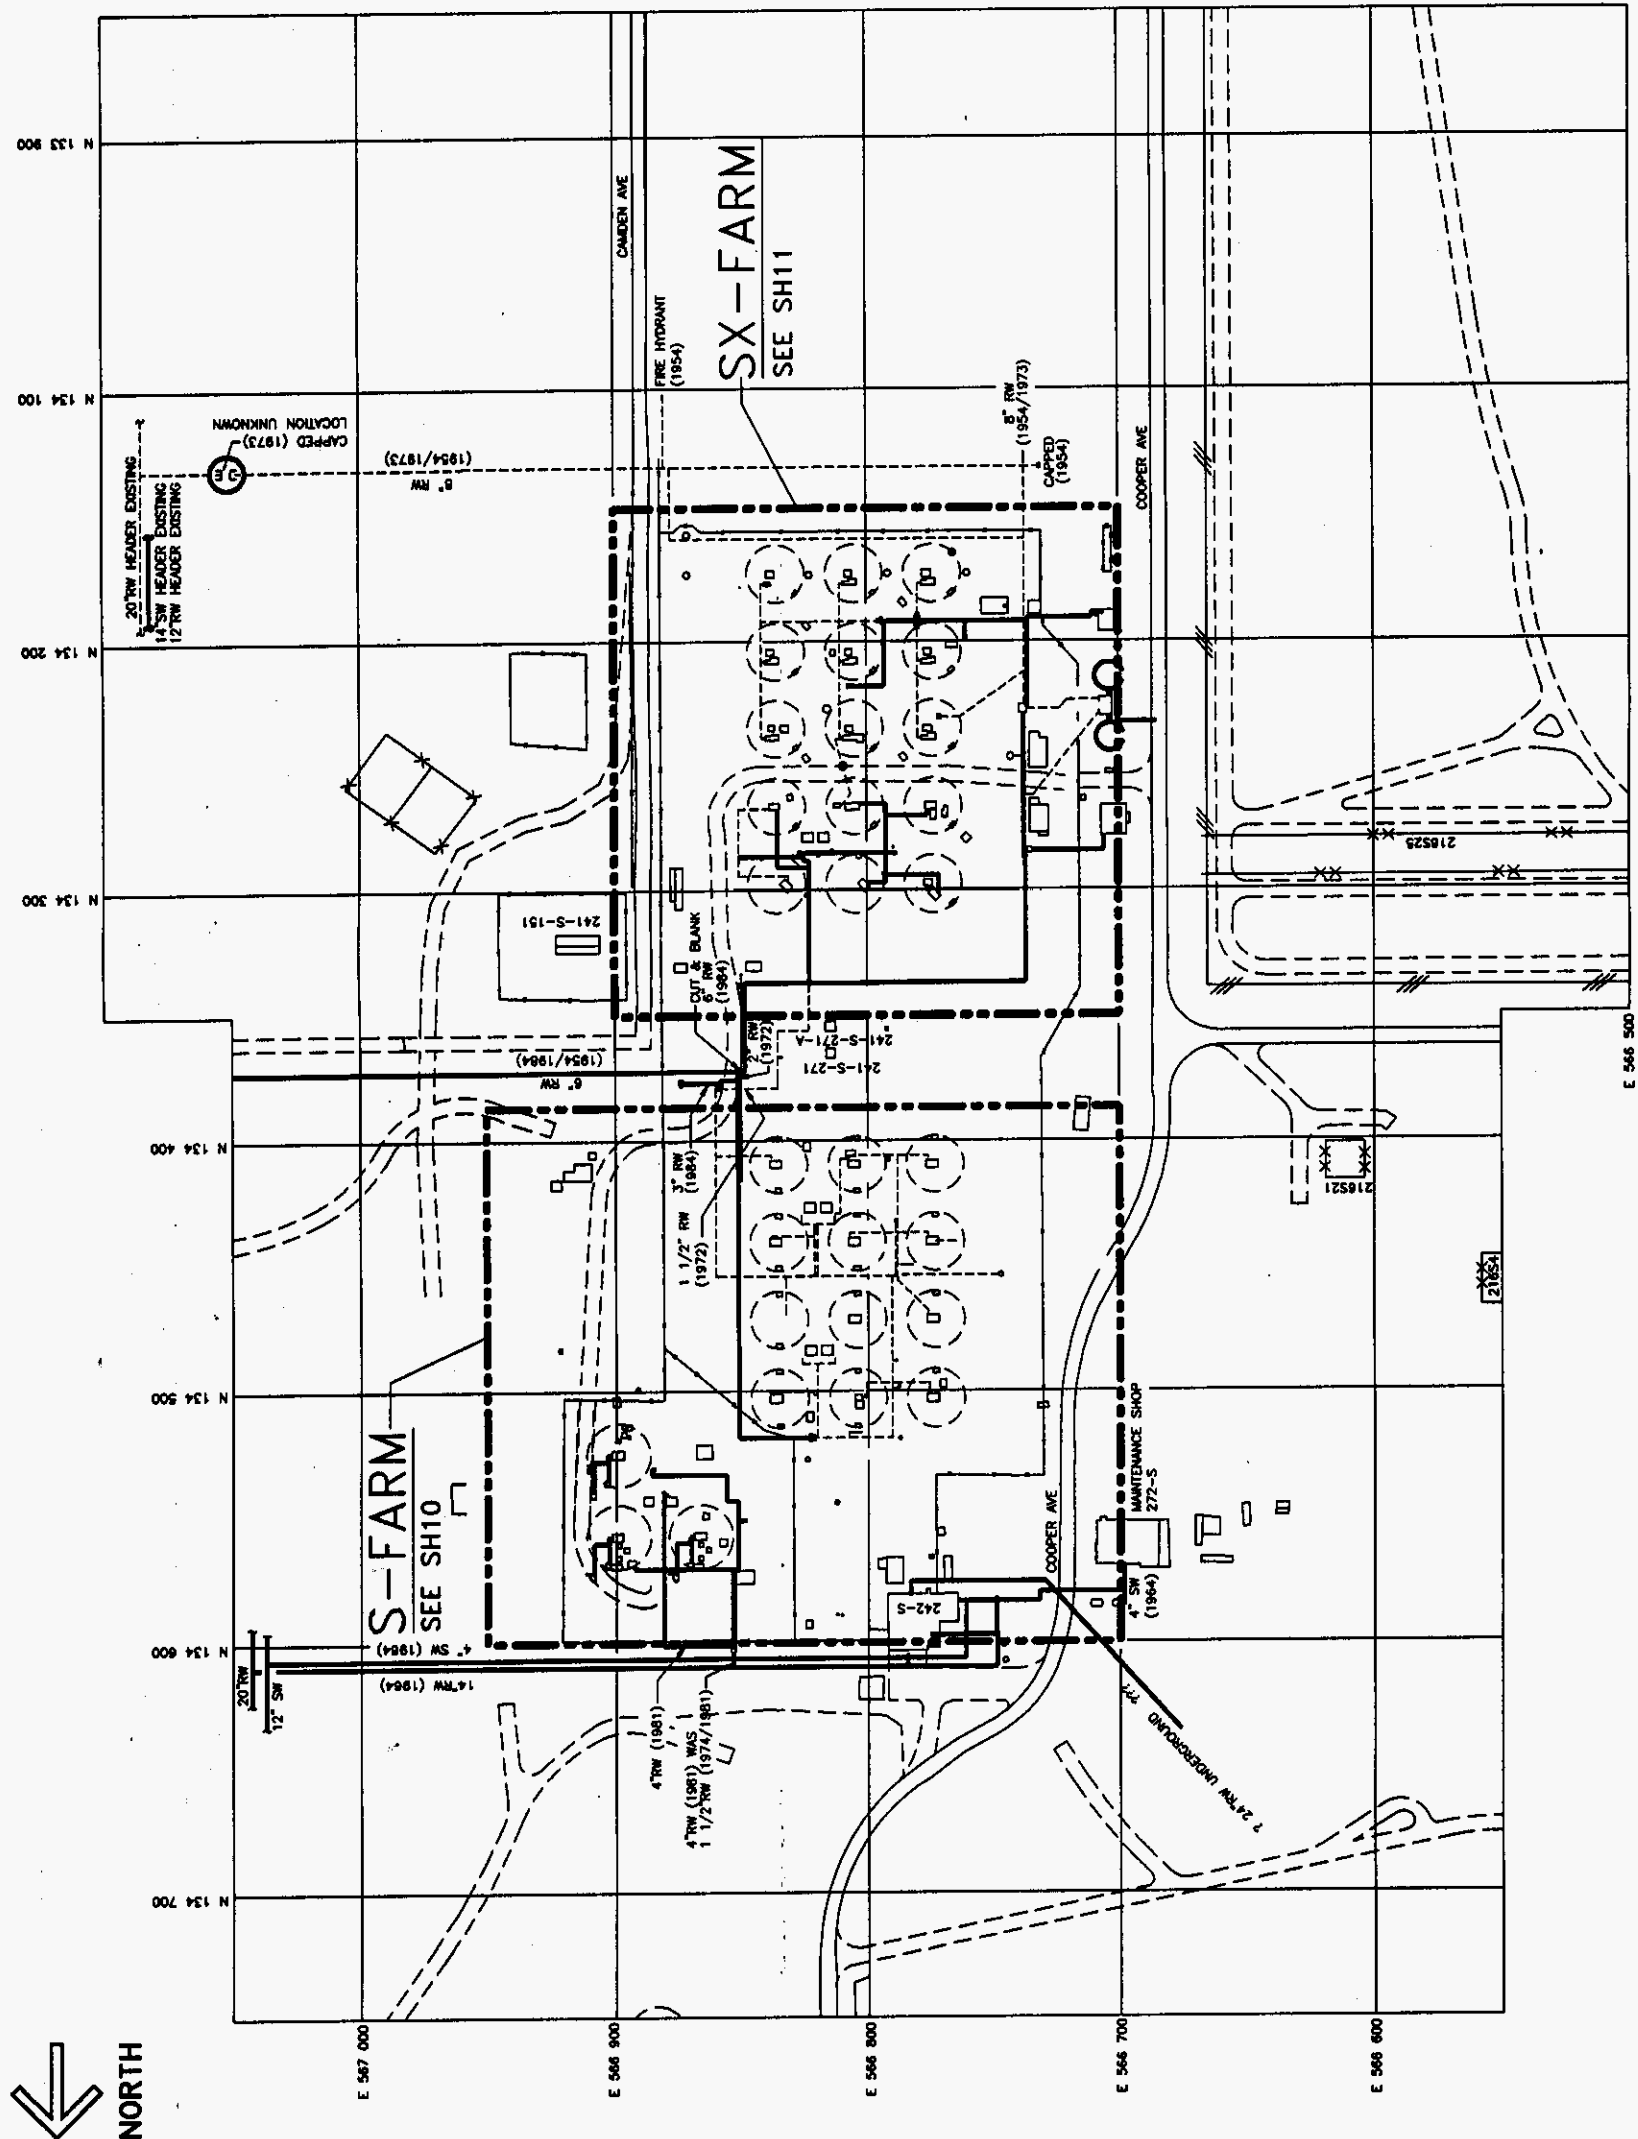 N 133 900
N 134 100
N 134 200
N 134 300
N 134 400
N 134 500
N 134 600
N 134 700
20"RW HEADER EXISTING
14"SW HEADER EXISTING
12"RW HEADER EXISTING
CAPPED (1973)
LOCATION UNKNOWN
8" RW
(1954/1973)
CAMDEN AVE
FIRE HYDRANT
(1954)
SX-FARM
SEE SH11
8" RW
(1954/1973)
CAPPED
(1954)
COOPER AVE
216S25
241-S-151
CUT & BLANK
6" RW
(1984)
2" RW
(1972)
241-S-271-A
241-S-271
6" RW
(1954/1984)
3" RW
(1984)
1 1/2" RW
(1972)
216S21
216S4
S-FARM
SEE SH10
4" SW (1964)
14"RW (1964)
20"RW
12" SW
4"RW (1981)
4"RW (1981) WAS
1 1/2"RW (1974/1981)
242-S
COOPER AVE
MAINTENANCE SHOP
272-S
4" SW
(1964)
???
? 24"RW UNDERGROUND
E 567 000
E 566 900
E 566 800
E 566 700
E 566 600
E 566 500
NORTH